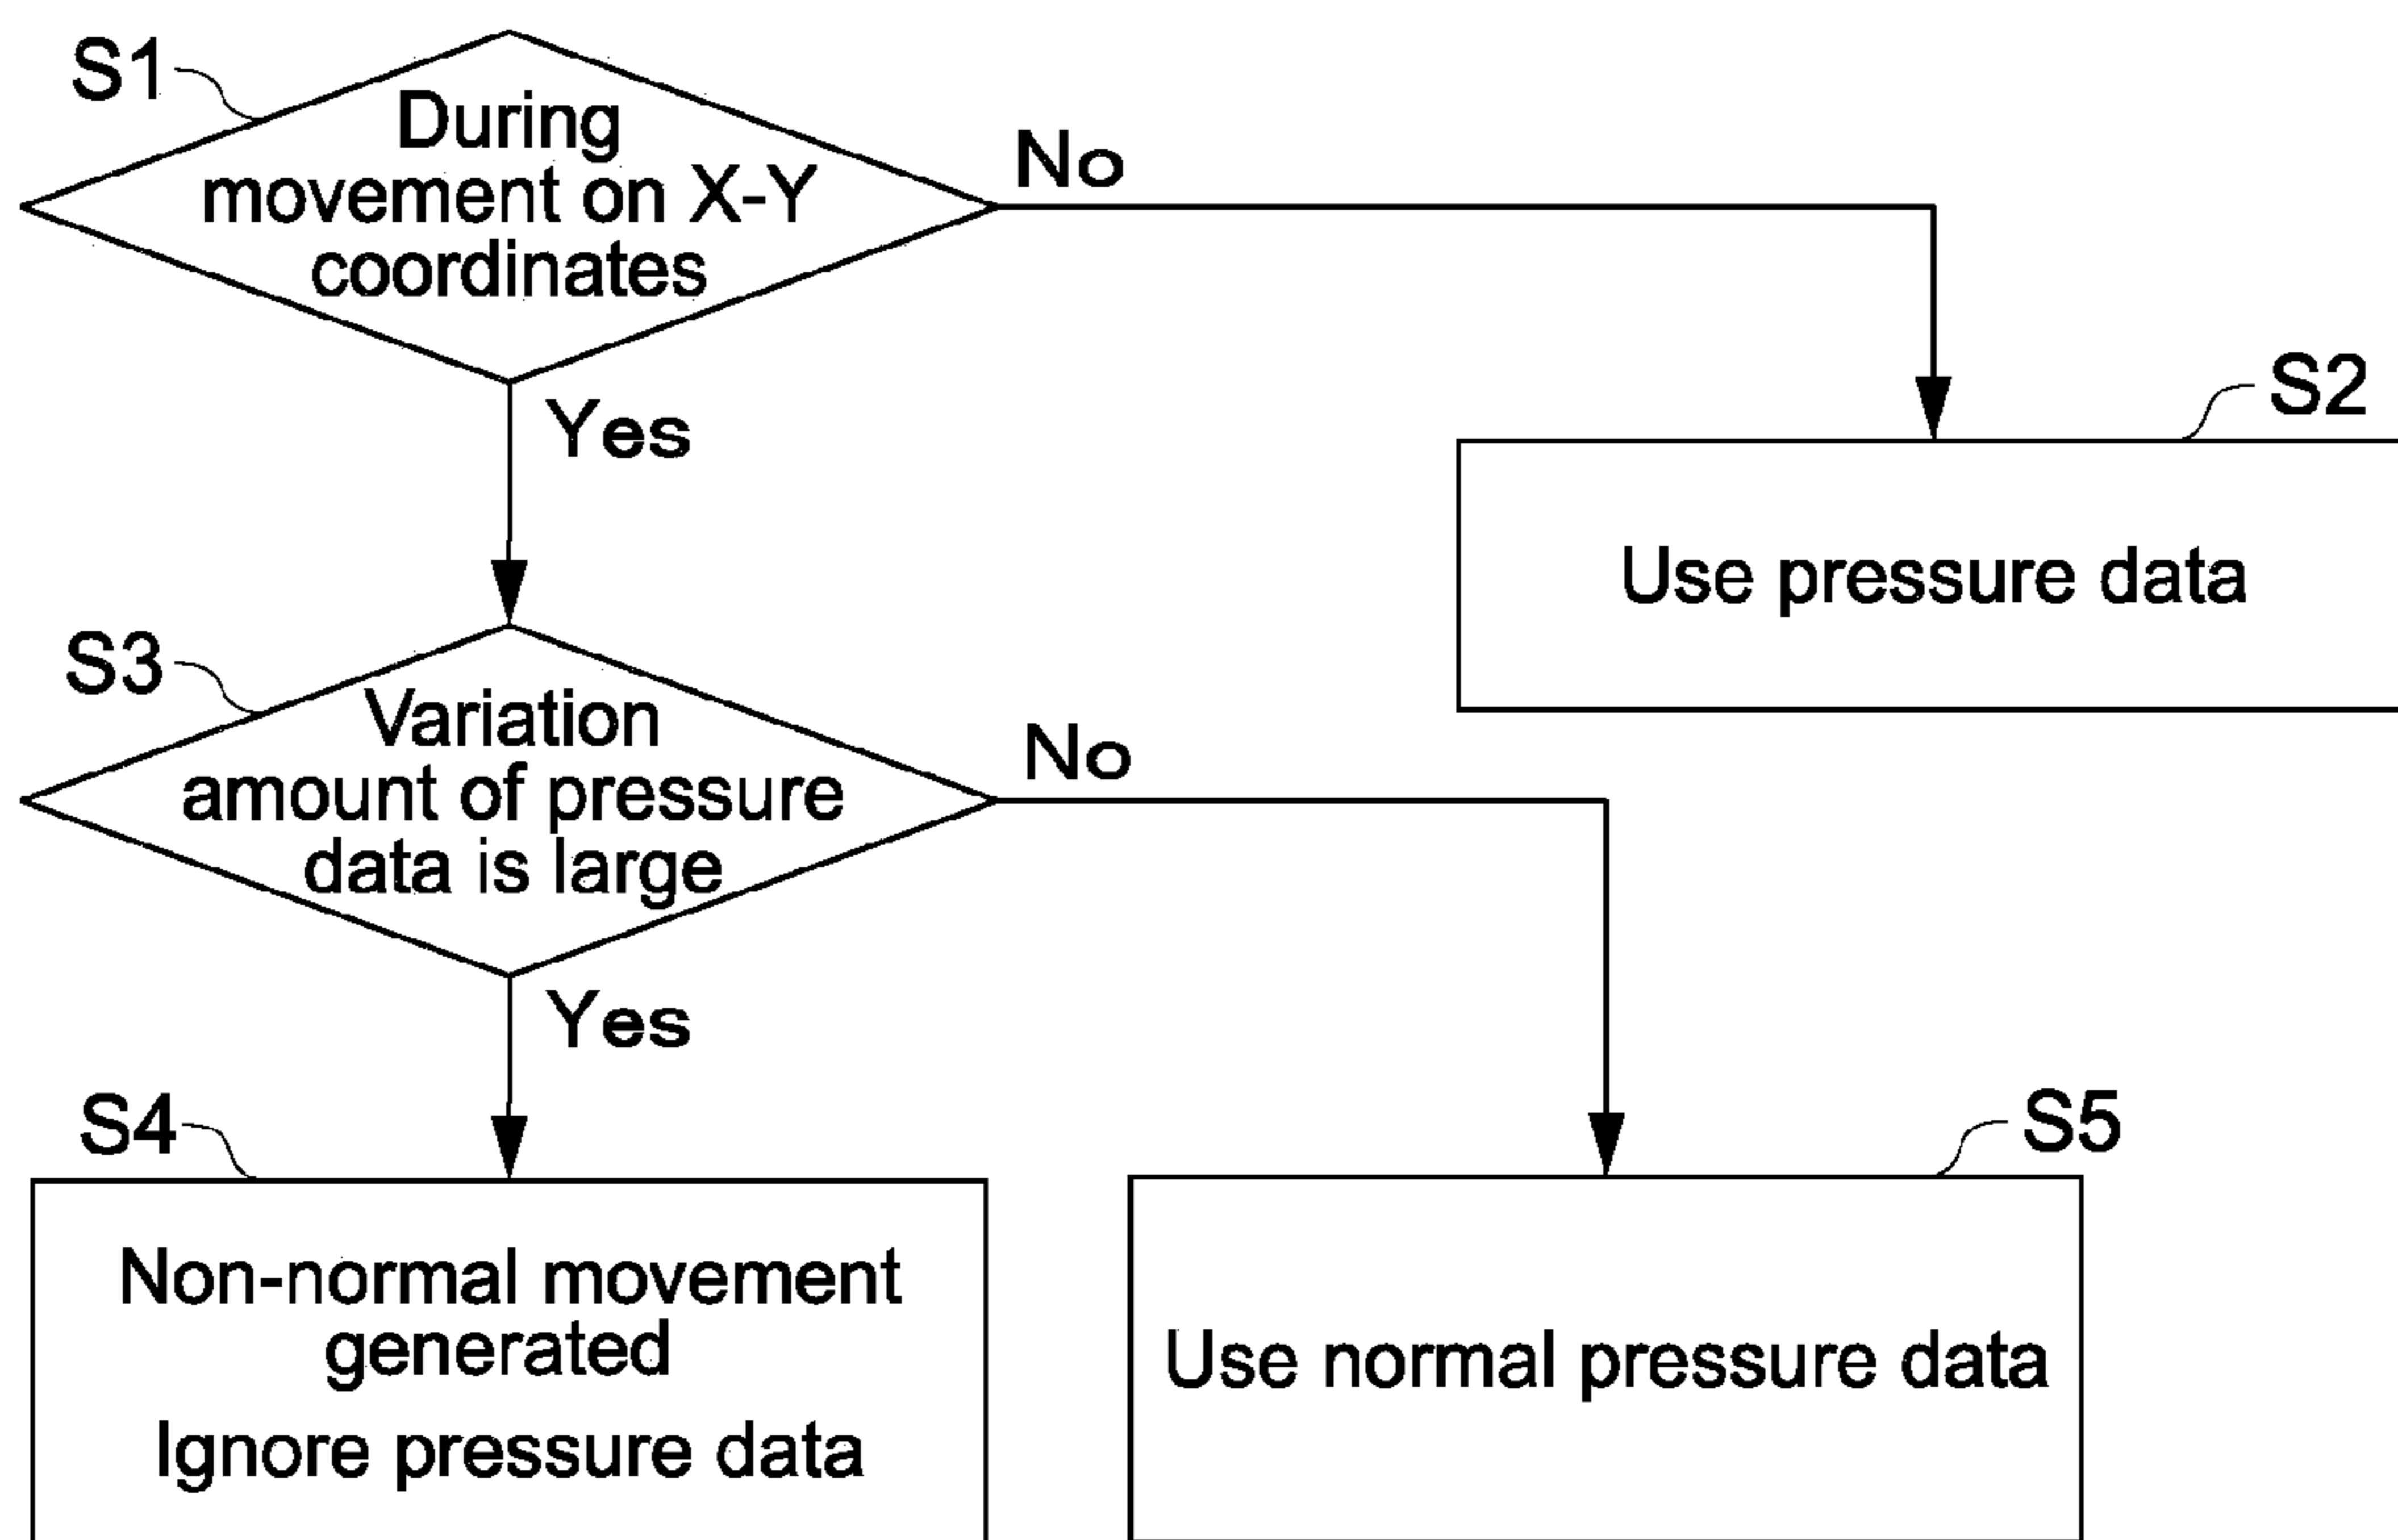 S1
During
movement on X-Y
coordinates
No
Yes
S2
Use pressure data
S3
Variation
amount of pressure
data is large
No
Yes
S4
Non-normal movement
generated
Ignore pressure data
S5
Use normal pressure data